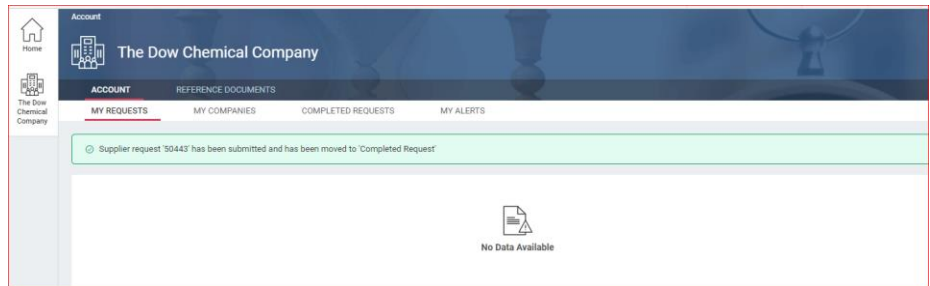 Account
Home
The Dow Chemical Company
The Dow
Chemical
Company
ACCOUNT REFERENCE DOCUMENTS
MY REQUESTS MY COMPANIES COMPLETED REQUESTS MY ALERTS
Supplier request '50443' has been submitted and has been moved to 'Completed Request'
No Data Available